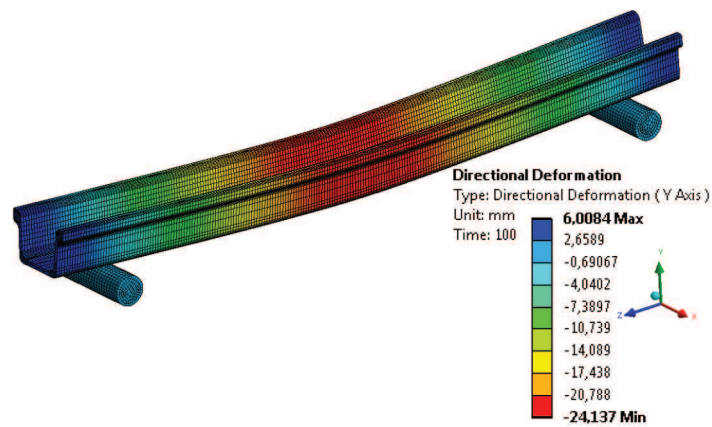 Directional Deformation
Type: Directional Deformation ( Y Axis )
Unit: mm
Time: 100
6,0084 Max
2,6589
-0,69067
-4,0402
-7,3897
-10,739
-14,089
-17,438
-20,788
-24,137 Min
Y
Z
X